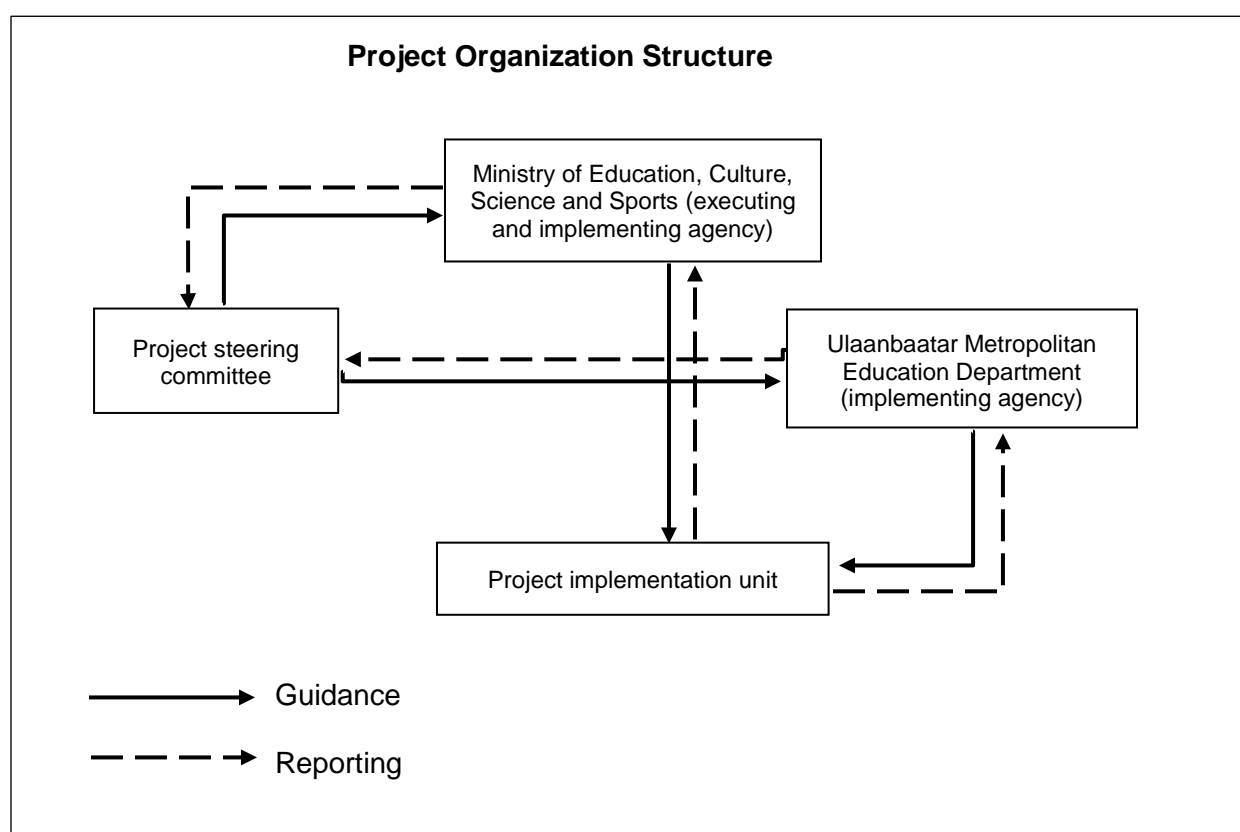 Project Organization Structure
Ministry of Education, Culture,
Science and Sports (executing
and implementing agency)
Project steering
committee
Ulaanbaatar Metropolitan
Education Department
(implementing agency)
Project implementation unit
Guidance
Reporting